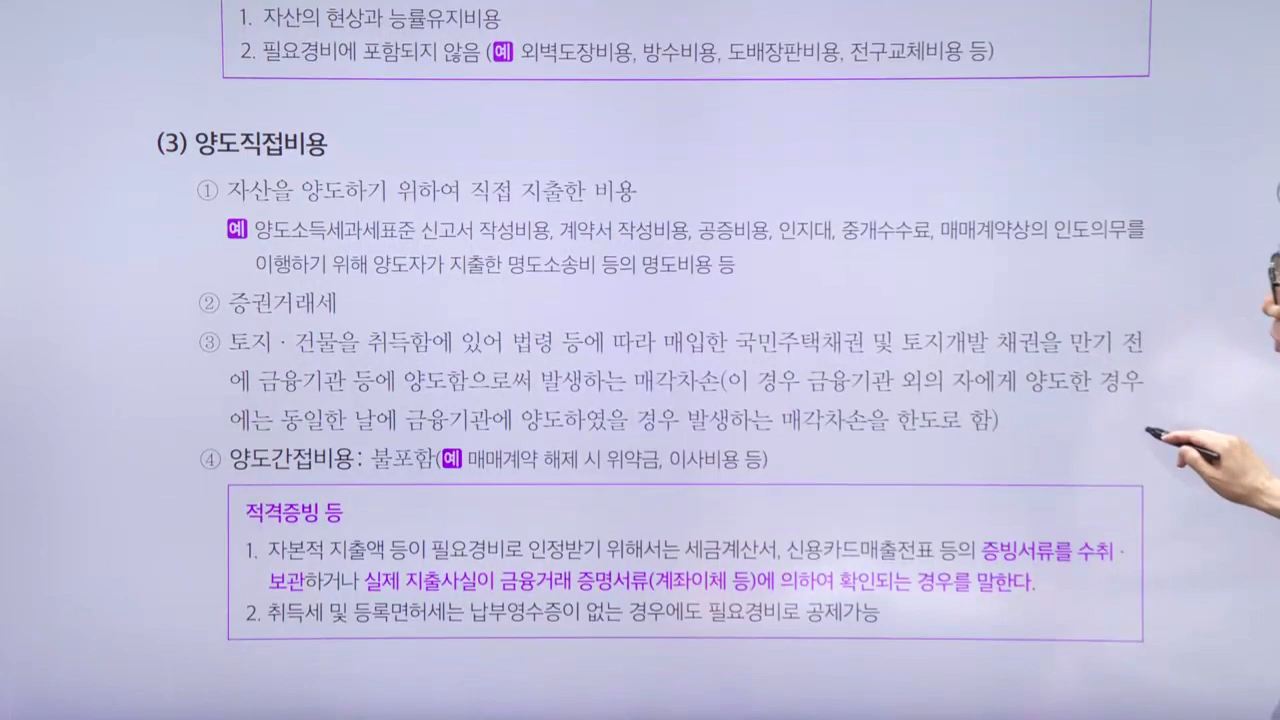 1. 자산의 현상과 능률유지비용
2. 필요경비에 포함되지 않음 (예 외벽도장비용, 방수비용, 도배장판비용, 전구교체비용 등)
(3) 양도직접비용
① 자산을 양도하기 위하여 직접 지출한 비용
예 양도소득세과세표준 신고서 작성비용, 계약서 작성비용, 공증비용, 인지대, 중개수수료, 매매계약상의 인도의무를
이행하기 위해 양도자가 지출한 명도소송비 등의 명도비용 등
② 증권거래세
③ 토지 · 건물을 취득함에 있어 법령 등에 따라 매입한 국민주택채권 및 토지개발 채권을 만기 전
에 금융기관 등에 양도함으로써 발생하는 매각차손(이 경우 금융기관 외의 자에게 양도한 경우
에는 동일한 날에 금융기관에 양도하였을 경우 발생하는 매각차손을 한도로 함)
④ 양도간접비용: 불포함(예 매매계약 해제 시 위약금, 이사비용 등)
적격증빙 등
1. 자본적 지출액 등이 필요경비로 인정받기 위해서는 세금계산서, 신용카드매출전표 등의 증빙서류를 수취 ·
보관하거나 실제 지출사실이 금융거래 증명서류(계좌이체 등)에 의하여 확인되는 경우를 말한다.
2. 취득세 및 등록면허세는 납부영수증이 없는 경우에도 필요경비로 공제가능